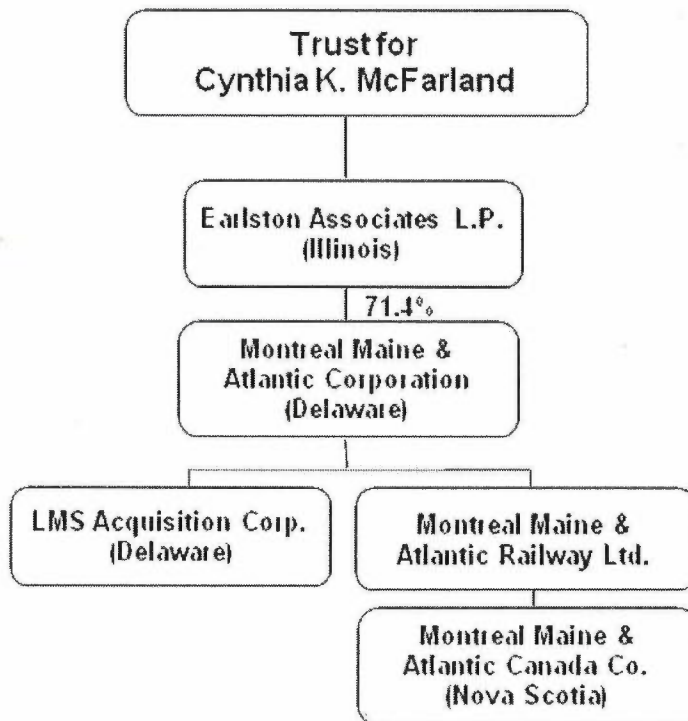 Trust for
Cynthia K. McFarland
Earlston Associates L.P.
(Illinois)
71.4%
Montreal Maine &
Atlantic Corporation
(Delaware)
LMS Acquisition Corp.
(Delaware)
Montreal Maine &
Atlantic Railway Ltd.
Montreal Maine &
Atlantic Canada Co.
(Nova Scotia)